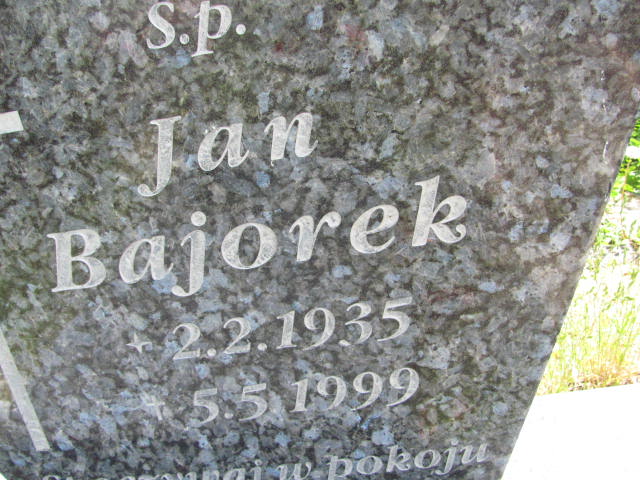 S.p.
Jan
Bajorek
* 2.2.1935
+ 5.5.1999
w pokoju